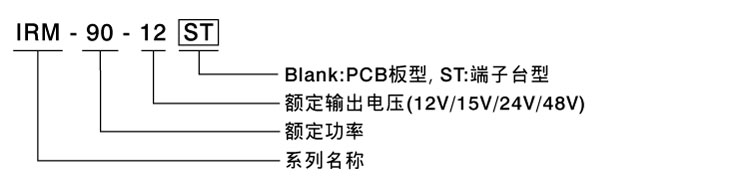 IRM - 90 - 12 ST
Blank:PCB板型, ST:端子台型
额定输出电压(12V/15V/24V/48V)
额定功率
系列名称